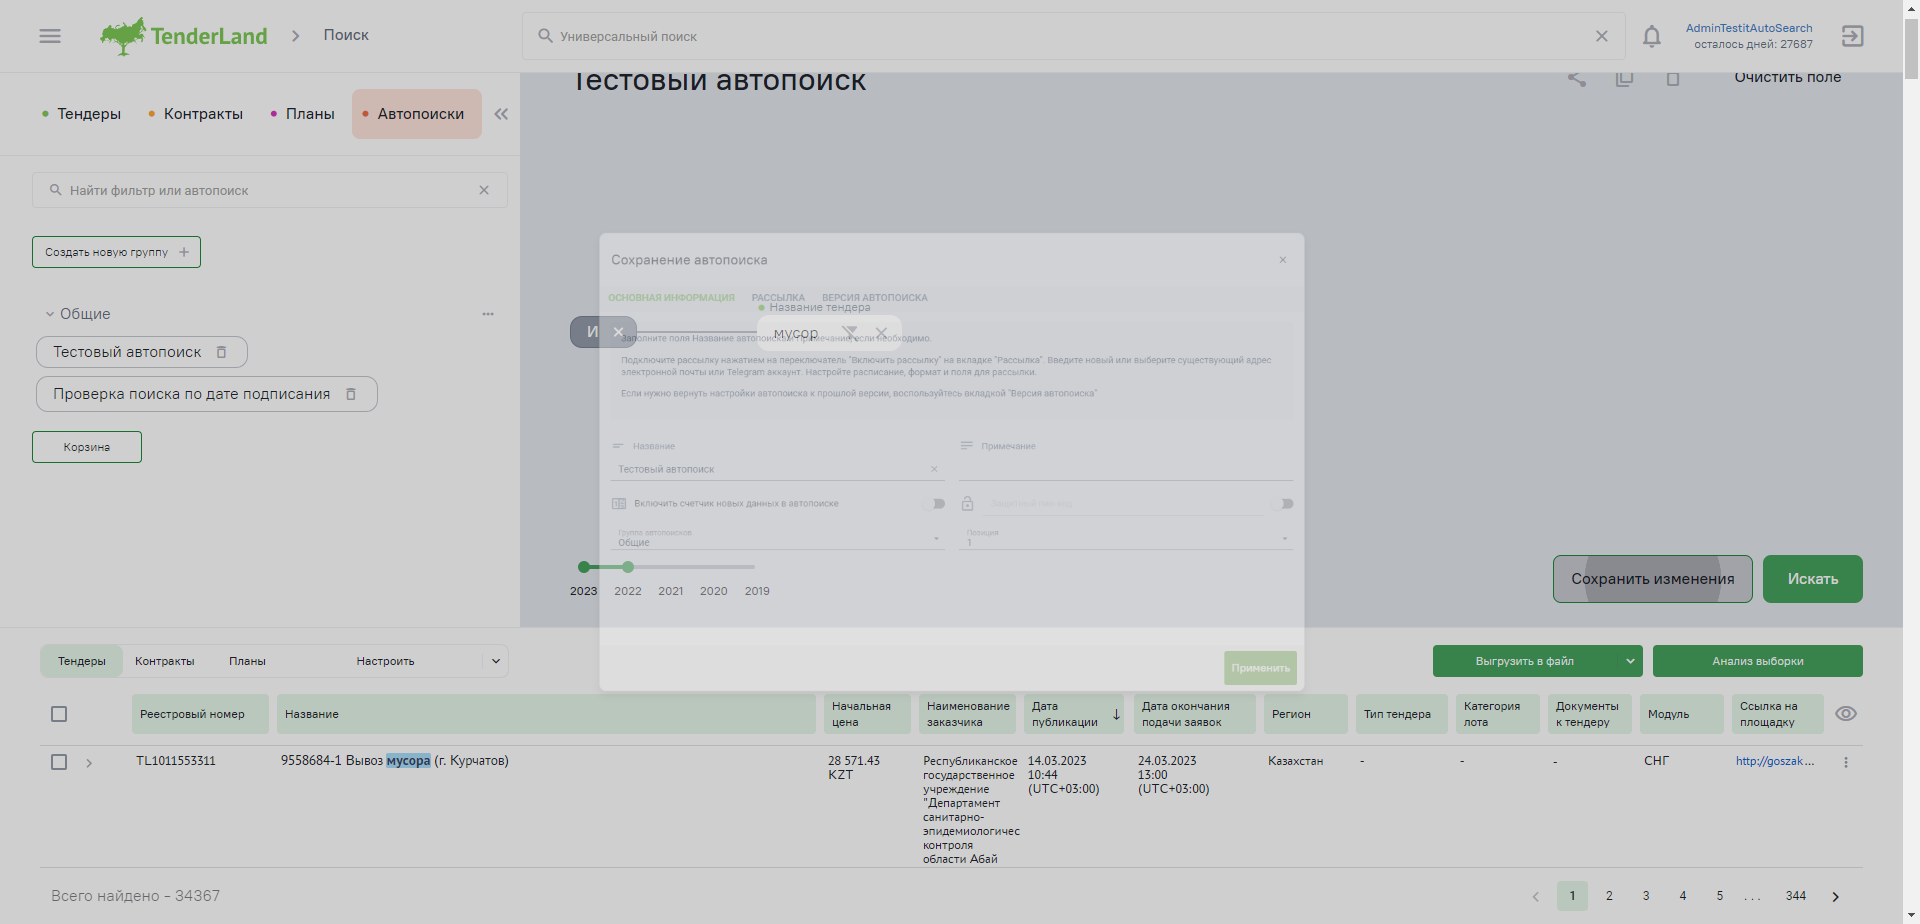 TenderLand
Поиск
Универсальный поиск
AdminTestitAutoSearch
осталось дней: 27687
Тендеры
Контракты
Планы
Автопоиски
Тестовый автопоиск
Очистить поле
Найти фильтр или автопоиск
Создать новую группу
Общие
Тестовый автопоиск
Проверка поиска по дате подписания
Корзина
Сохранение автопоиска
ОСНОВНАЯ ИНФОРМАЦИЯ РАССЫЛКА ВЕРСИЯ АВТОПОИСКА
Название тендера
И
мусор
Заполните поля Название автопоиска и Примечание, если необходимо.
Подключите рассылку нажатием на переключатель "Включить рассылку" на вкладке "Рассылка". Введите новый или выберите существующий адрес
электронной почты или Telegram аккаунт. Настройте расписание, формат и поля для рассылки.
Если нужно вернуть настройки автопоиска к прошлой версии, воспользуйтесь вкладкой "Версия автопоиска"
Название
Примечание
Тестовый автопоиск
Включить счетчик новых данных в автопоиске
Группа автопоисков
Общие
Позиция
1
2023 2022 2021 2020 2019
Сохранить изменения
Искать
Применить
Тендеры Контракты Планы Настроить
Выгрузить в файл
Анализ выборки
Реестровый номер
Название
Начальная
цена
Наименование
заказчика
Дата
публикации
Дата окончания
подачи заявок
Регион
Тип тендера
Категория
лота
Документы
к тендеру
Модуль
Ссылка на
площадку
TL1011553311
9558684-1 Вывоз мусора (г. Курчатов)
28 571.43
KZT
Республиканское
государственное
учреждение
"Департамент
санитарно-
эпидемиологичес
контроля
области Абай
14.03.2023
10:44
(UTC+03:00)
24.03.2023
13:00
(UTC+03:00)
Казахстан
-
-
-
СНГ
http://goszak...
Всего найдено - 34367
1 2 3 4 5 ... 344